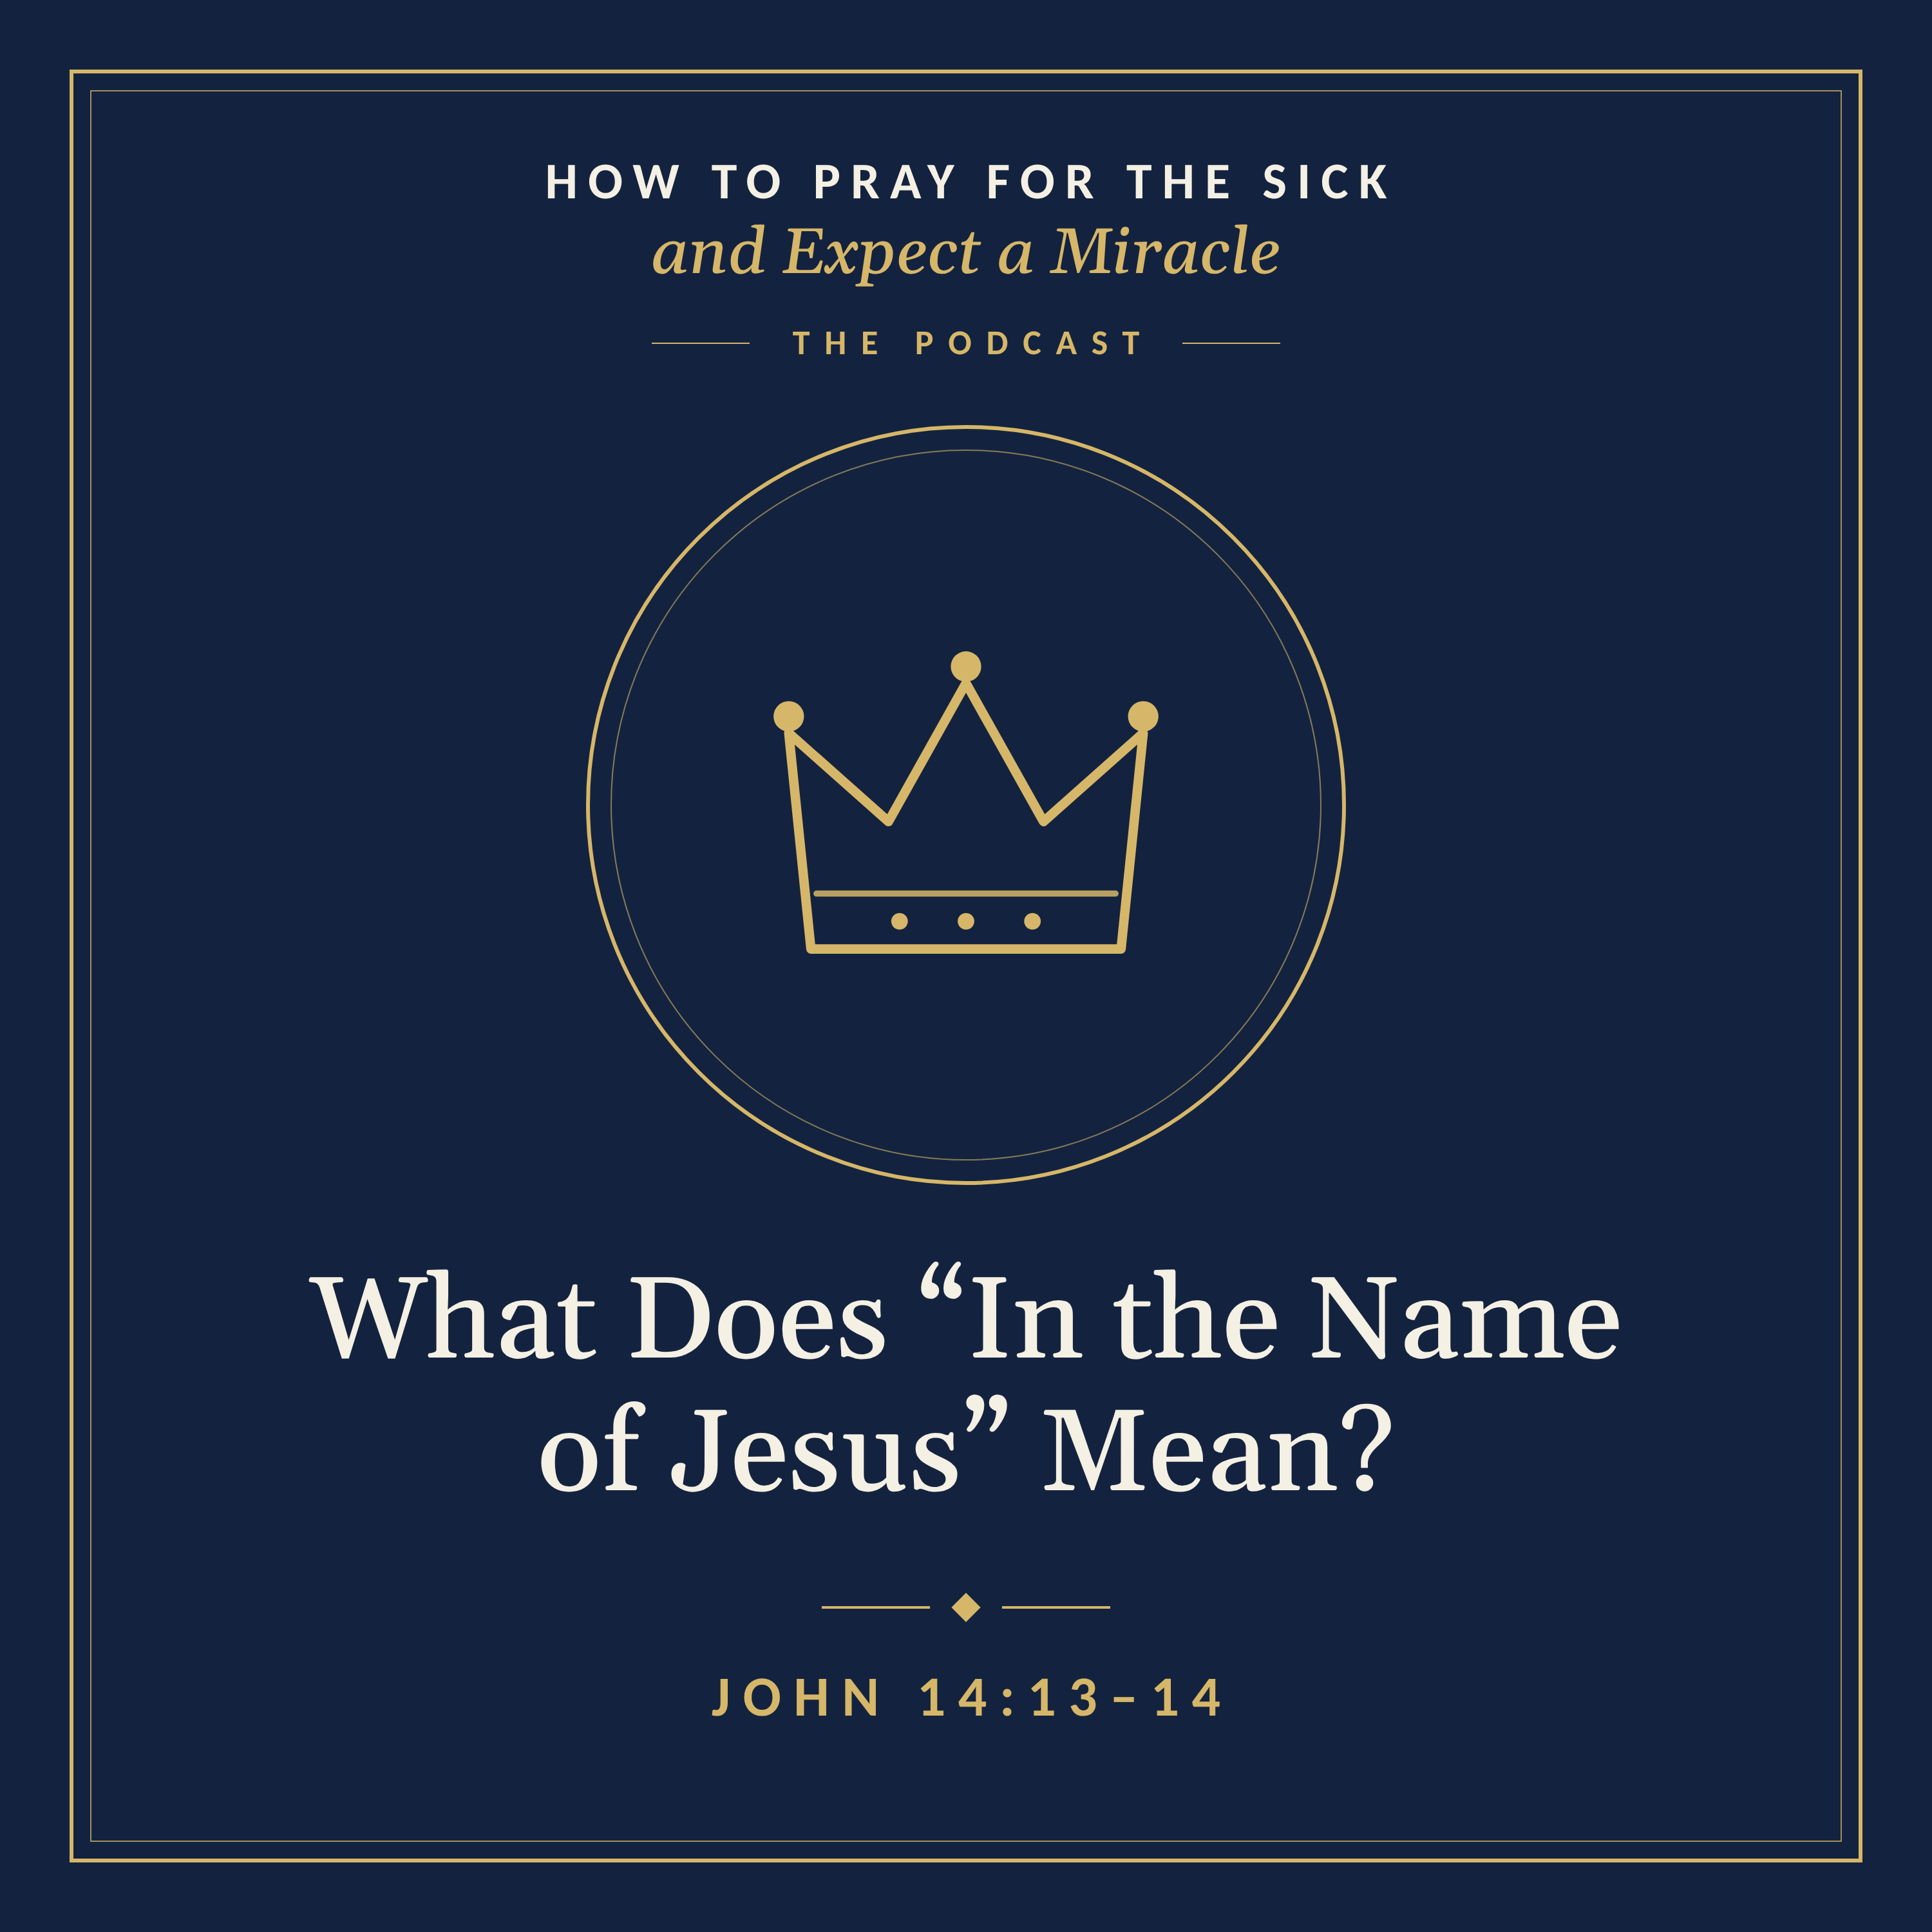 HOW TO PRAY FOR THE SICK
and Expect a Miracle
THE PODCAST
What Does “In the Name
of Jesus” Mean?
JOHN 14:13–14